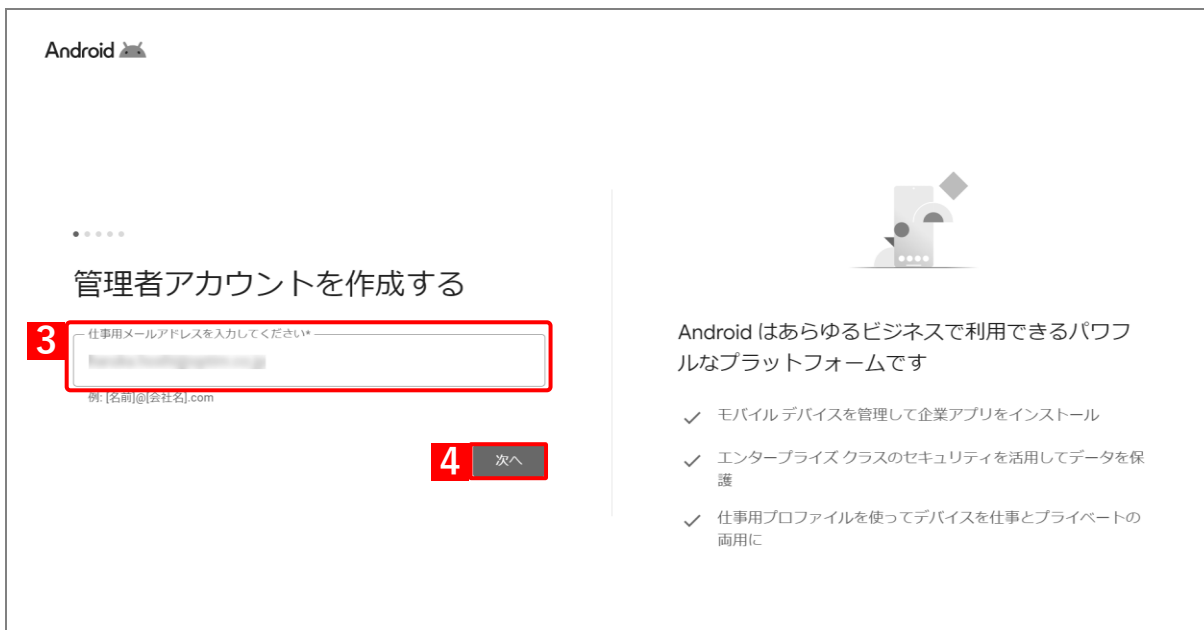 Android
管理者アカウントを作成する
3
仕事用メールアドレスを入力してください*
例: [名前]@[会社名].com
4
次へ
Android はあらゆるビジネスで利用できるパワフ
ルなプラットフォームです
モバイル デバイスを管理して企業アプリをインストール
エンタープライズ クラスのセキュリティを活用してデータを保
護
仕事用プロファイルを使ってデバイスを仕事とプライベートの
両用に